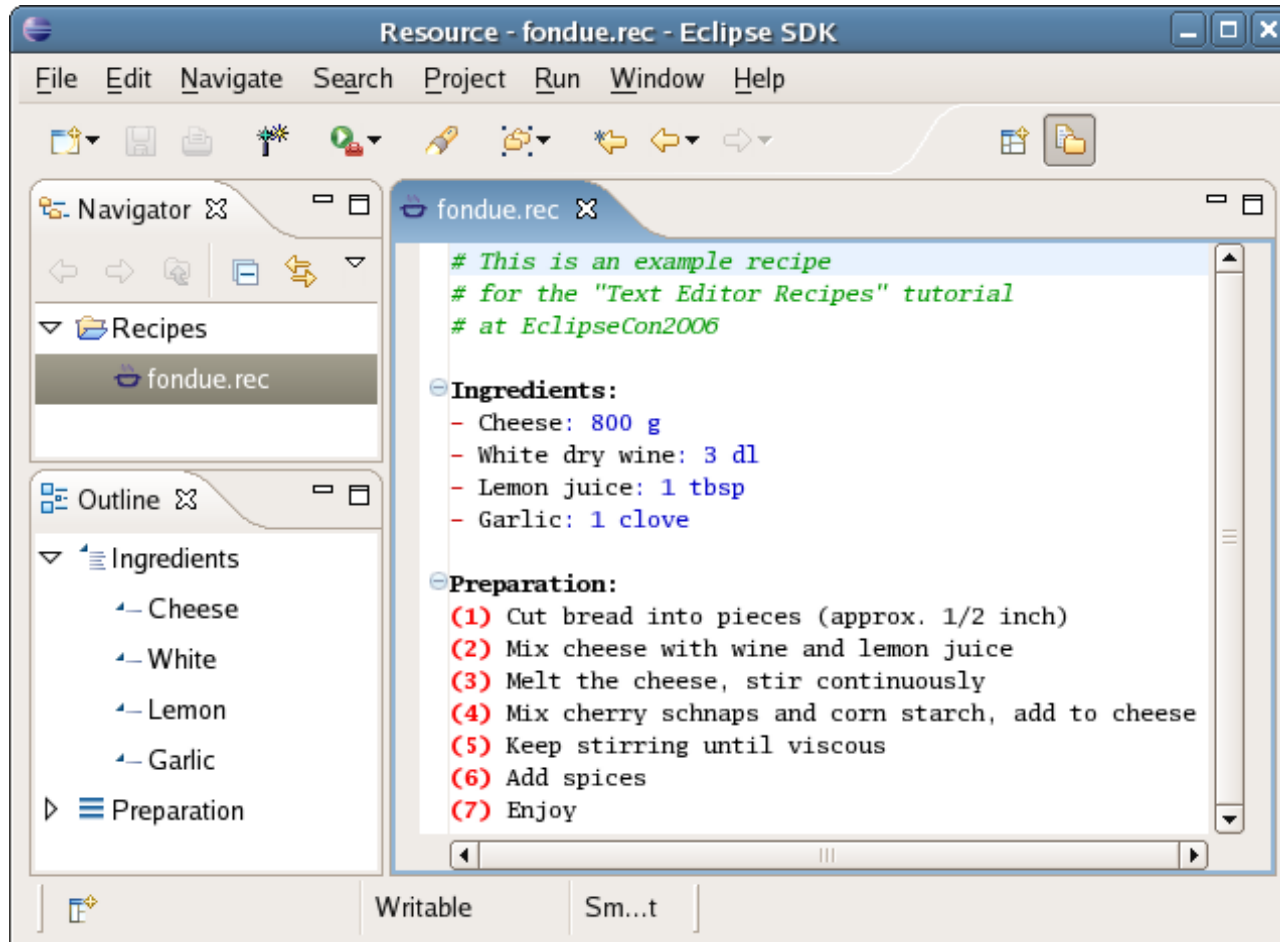 Resource - fondue.rec - Eclipse SDK
File Edit Navigate Search Project Run Window Help
Navigator
Recipes
fondue.rec
Outline
Ingredients
Cheese
White
Lemon
Garlic
Preparation
fondue.rec
# This is an example recipe
# for the "Text Editor Recipes" tutorial
# at EclipseCon2006
Ingredients:
- Cheese: 800 g
- White dry wine: 3 dl
- Lemon juice: 1 tbsp
- Garlic: 1 clove
Preparation:
(1) Cut bread into pieces (approx. 1/2 inch)
(2) Mix cheese with wine and lemon juice
(3) Melt the cheese, stir continuously
(4) Mix cherry schnaps and corn starch, add to cheese
(5) Keep stirring until viscous
(6) Add spices
(7) Enjoy
Writable Sm...t